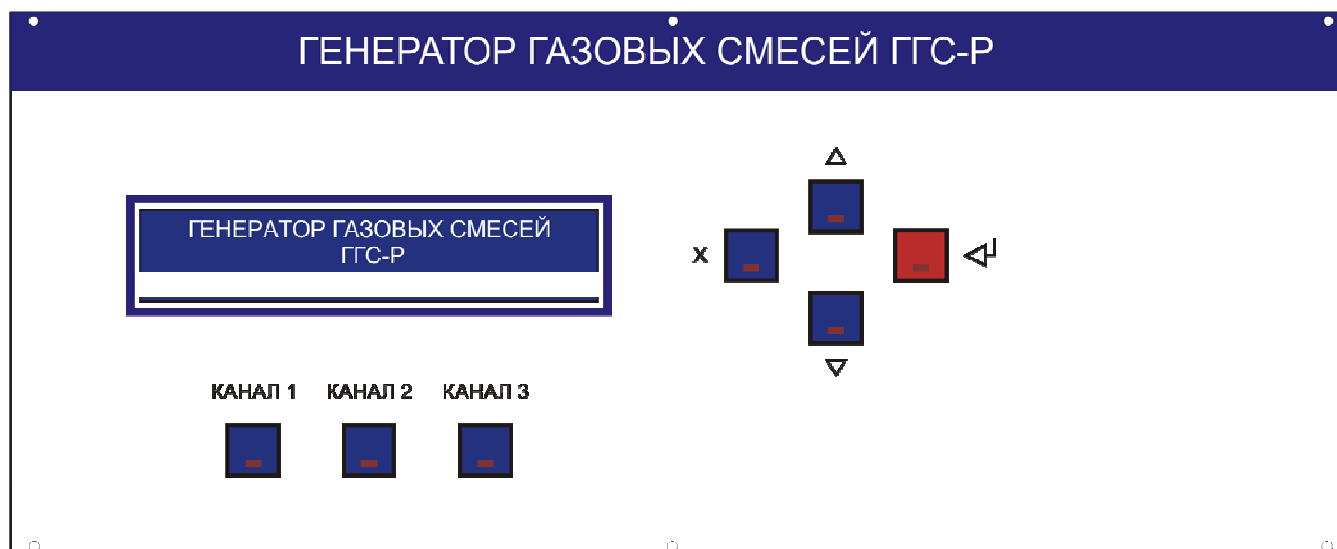 ГЕНЕРАТОР ГАЗОВЫХ СМЕСЕЙ ГГС-Р
ГЕНЕРАТОР ГАЗОВЫХ СМЕСЕЙ
ГГС-Р
X
КАНАЛ 1 КАНАЛ 2 КАНАЛ 3